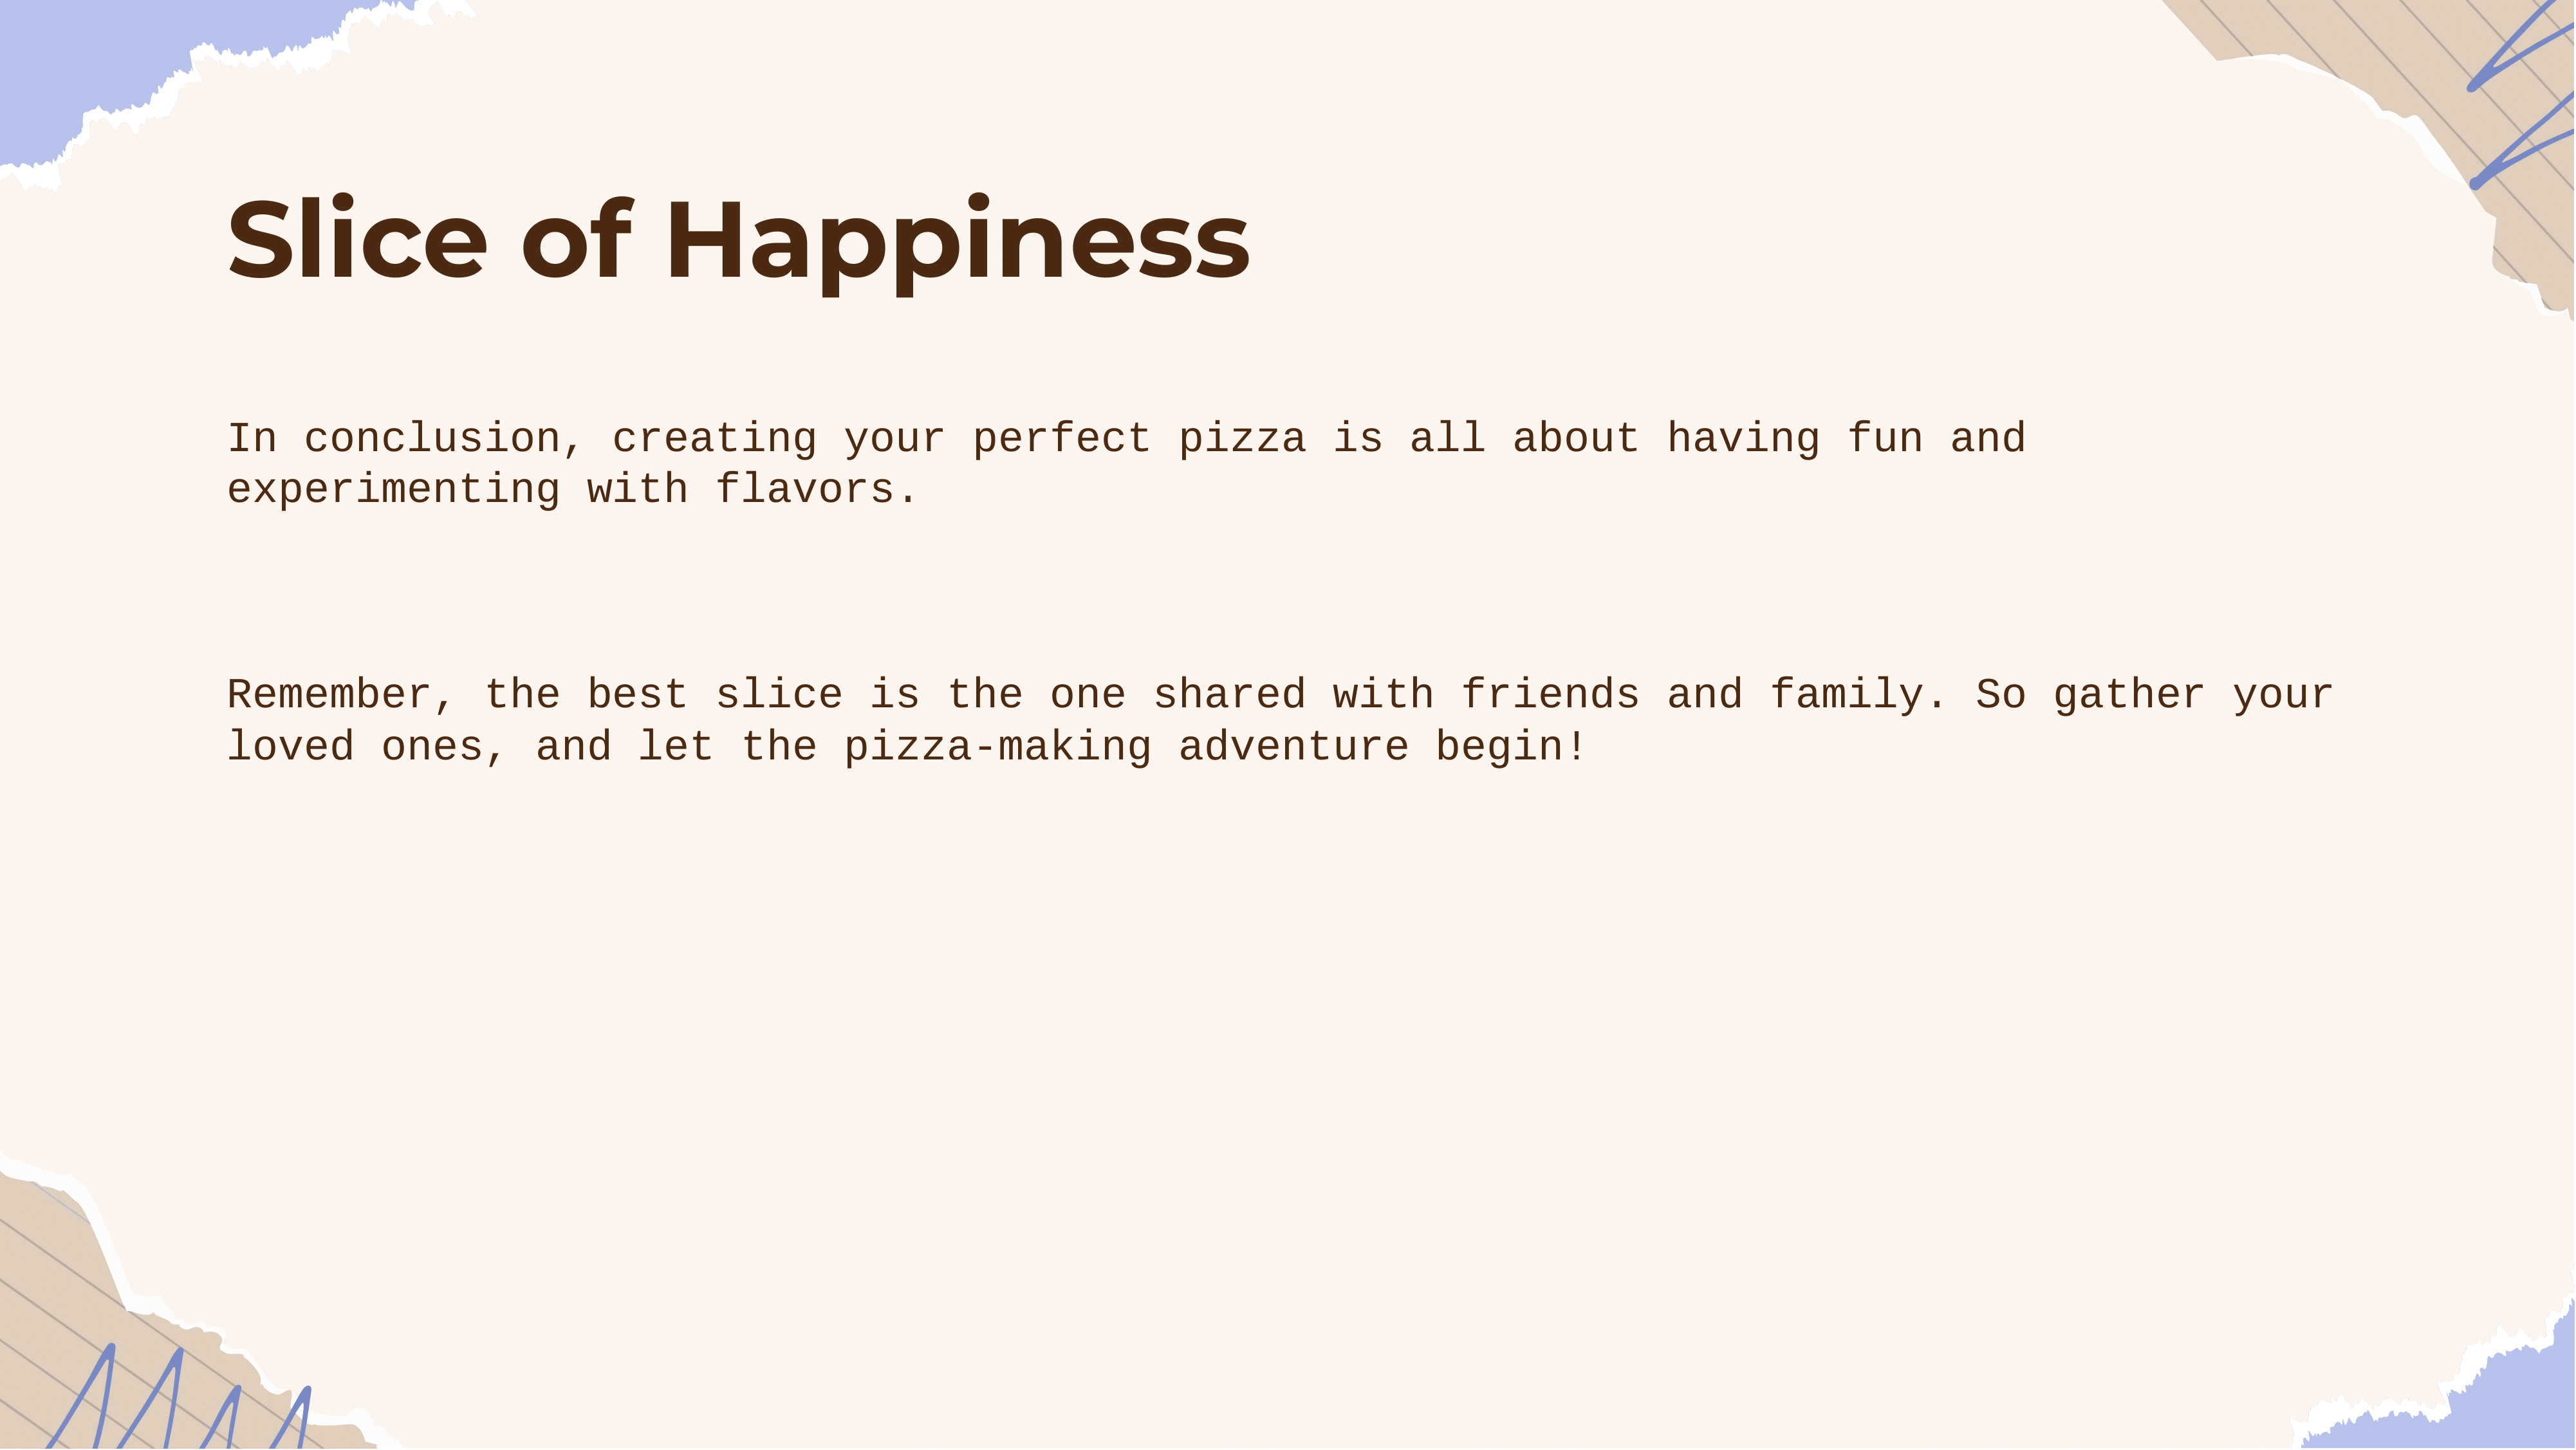 Slice of Happiness
In conclusion, creating your perfect pizza is all about having fun and
experimenting with flavors.
Remember, the best slice is the one shared with friends and family. So gather your
loved ones, and let the pizza-making adventure begin!